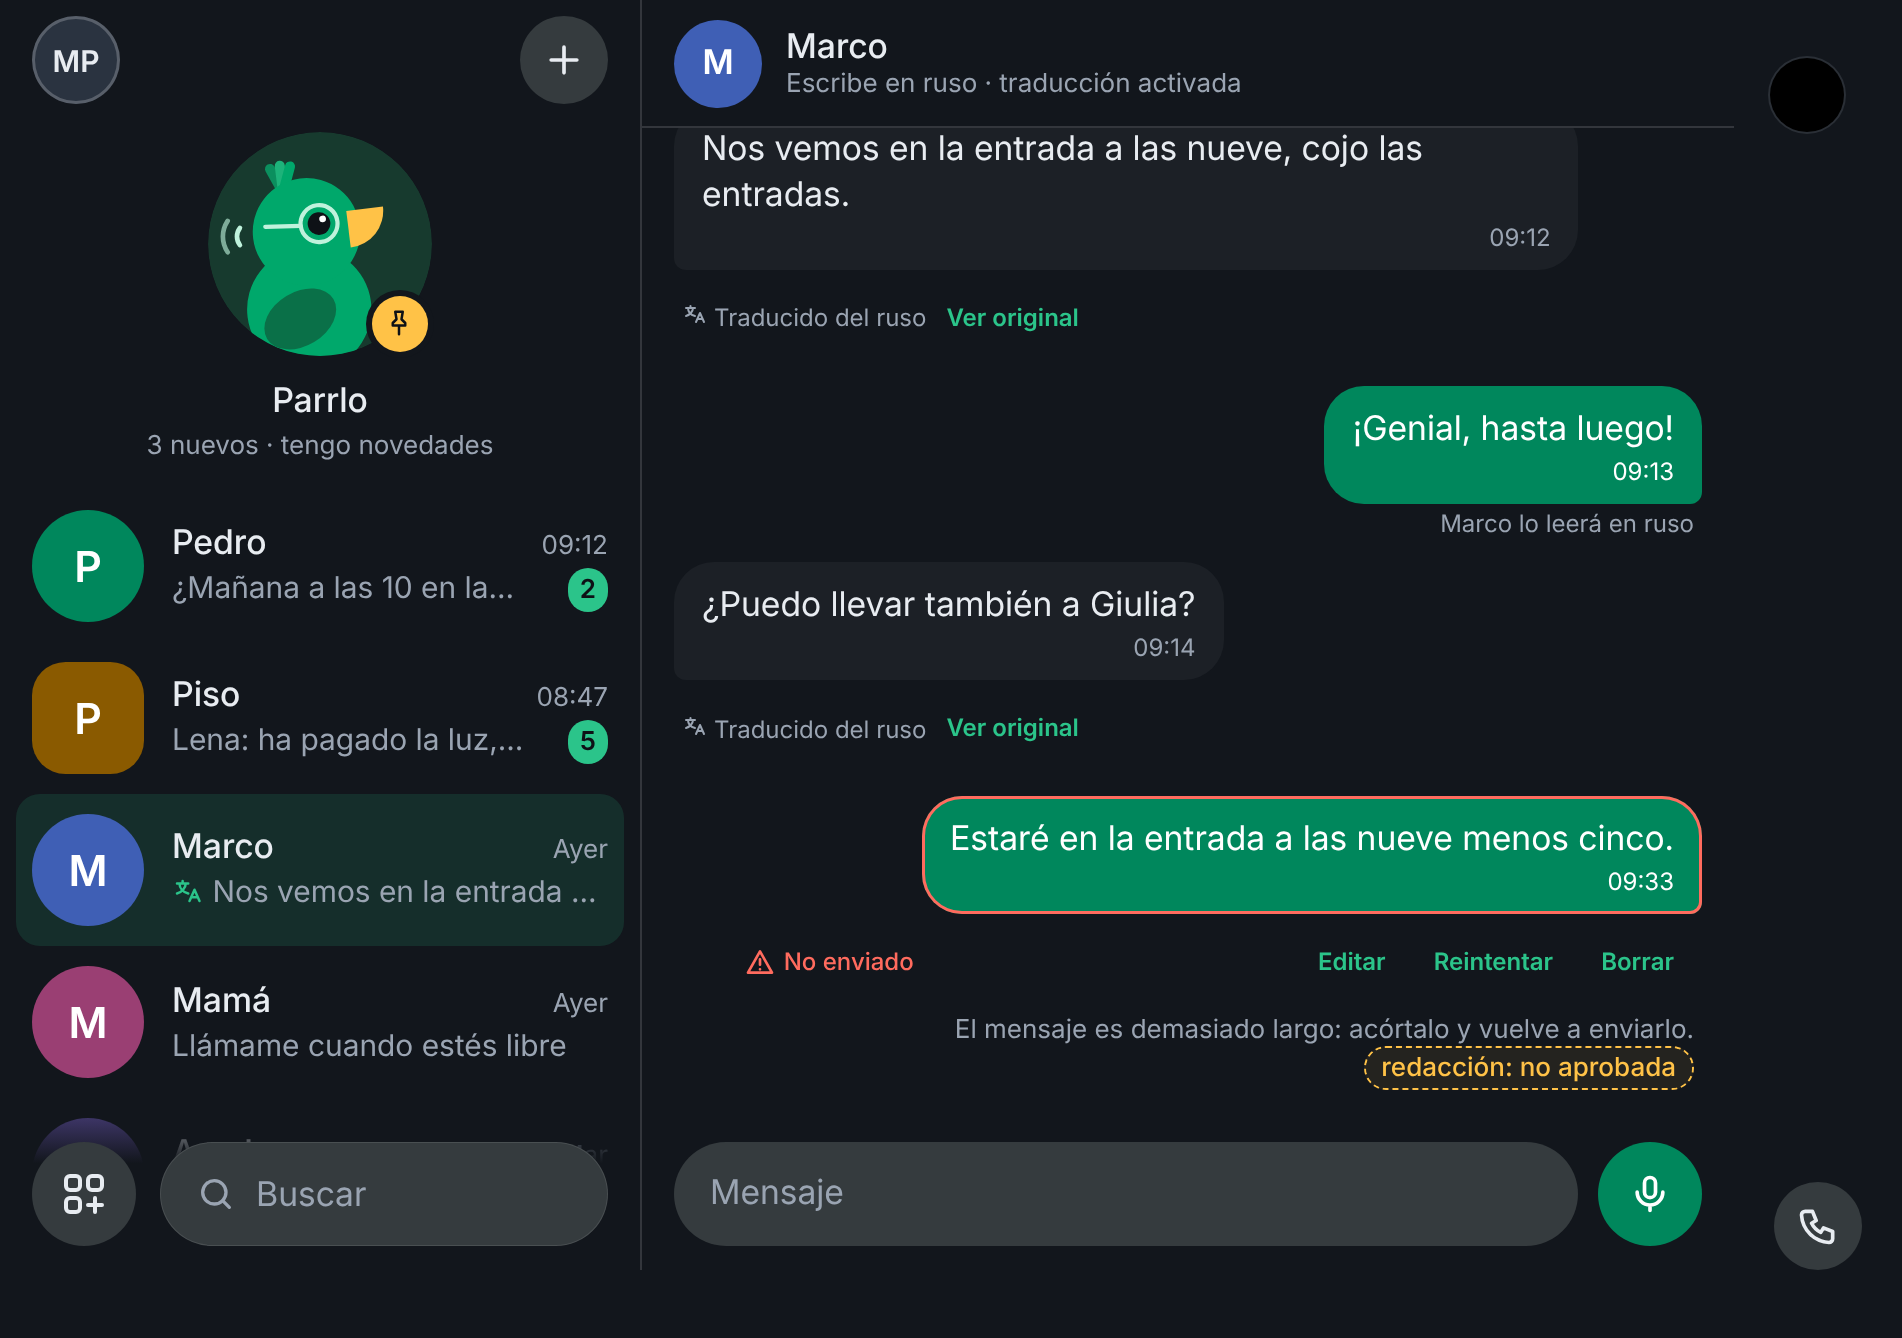 MP
Parrlo
3 nuevos · tengo novedades
P
Pedro
09:12
¿Mañana a las 10 en la...
2
P
Piso
08:47
Lena: ha pagado la luz,...
5
M
Marco
Ayer
Nos vemos en la entrada ...
M
Mamá
Ayer
Llámame cuando estés libre
Buscar
M
Marco
Escribe en ruso · traducción activada
Nos vemos en la entrada a las nueve, cojo las
entradas.
09:12
Traducido del ruso Ver original
¡Genial, hasta luego!
09:13
Marco lo leerá en ruso
¿Puedo llevar también a Giulia?
09:14
Traducido del ruso Ver original
Estaré en la entrada a las nueve menos cinco.
09:33
No enviado Editar Reintentar Borrar
El mensaje es demasiado largo: acórtalo y vuelve a enviarlo.
redacción: no aprobada
Mensaje